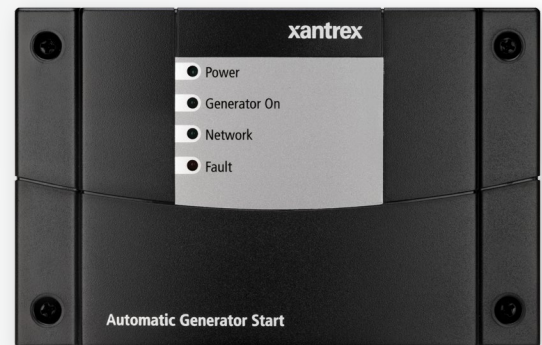 xantrex
Power
Generator On
Network
Fault
Automatic Generator Start